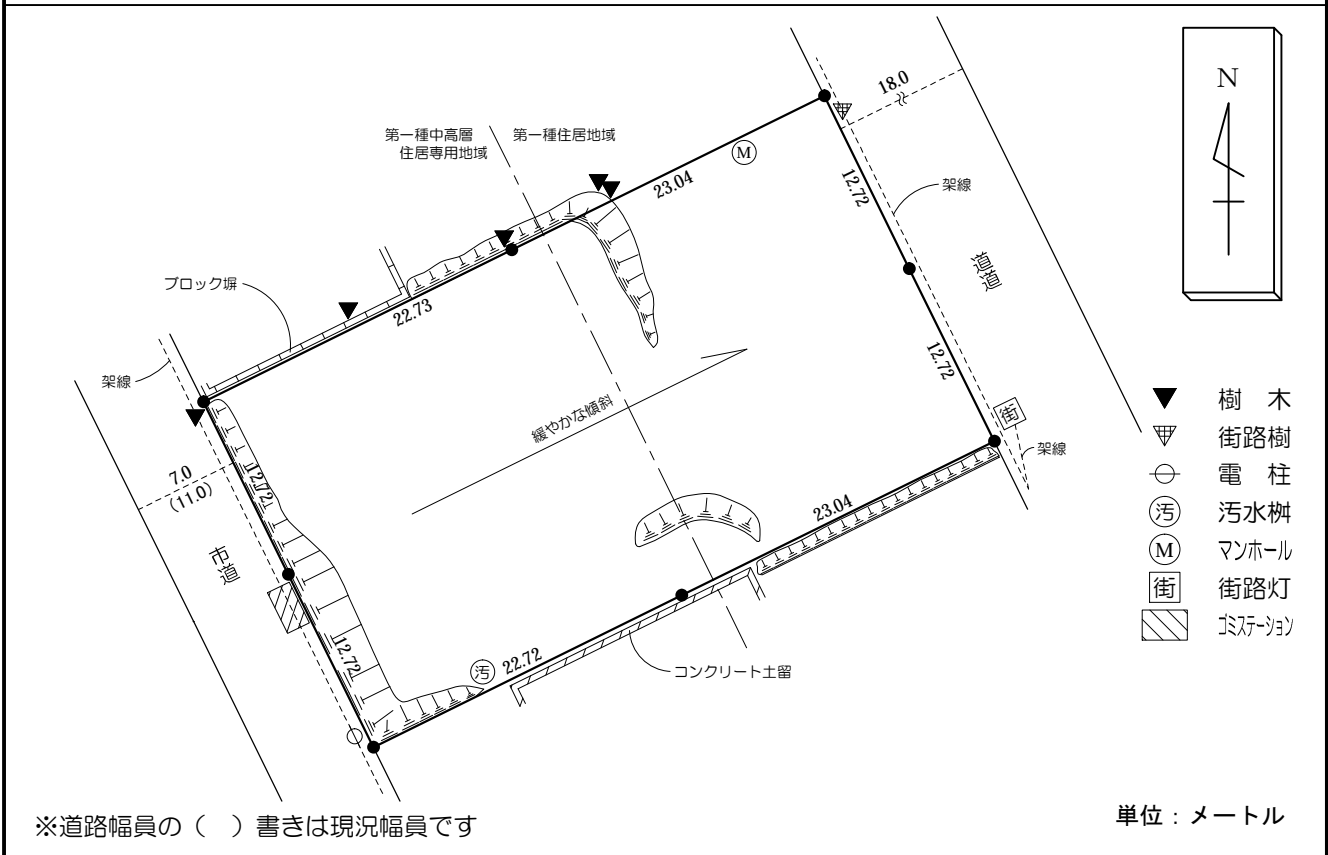 18.0
N
第一種中高層
住居専用地域
第一種住居地域
M
23.04
12.72
架線
道道
ブロック塀
22.73
架線
緩やかな傾斜
12.72
街
架線
7.0
(11.0)
12.72
23.04
市道
12.72
汚
22.72
コンクリート土留
樹 木
街路樹
電 柱
汚 汚水桝
M マンホール
街 街路灯
ゴミステーション
※道路幅員の( )書きは現況幅員です
単位:メートル